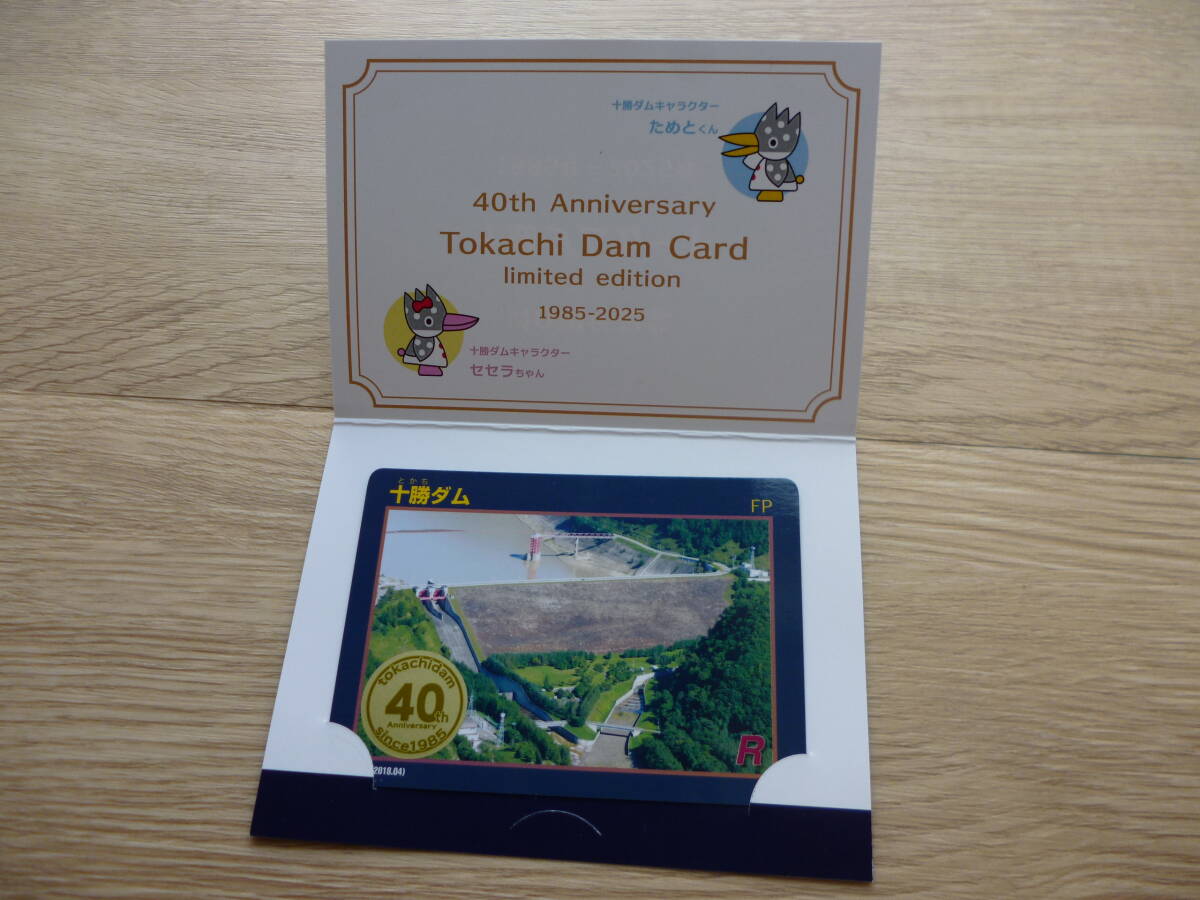 十勝ダムキャラクター
ためとくん
40th Anniversary
Tokachi Dam Card
limited edition
1985-2025
十勝ダムキャラクター
セセラちゃん
とかち
十勝ダム
FP
tokachidam
40th
Anniversary
since1985
R
2018.04)